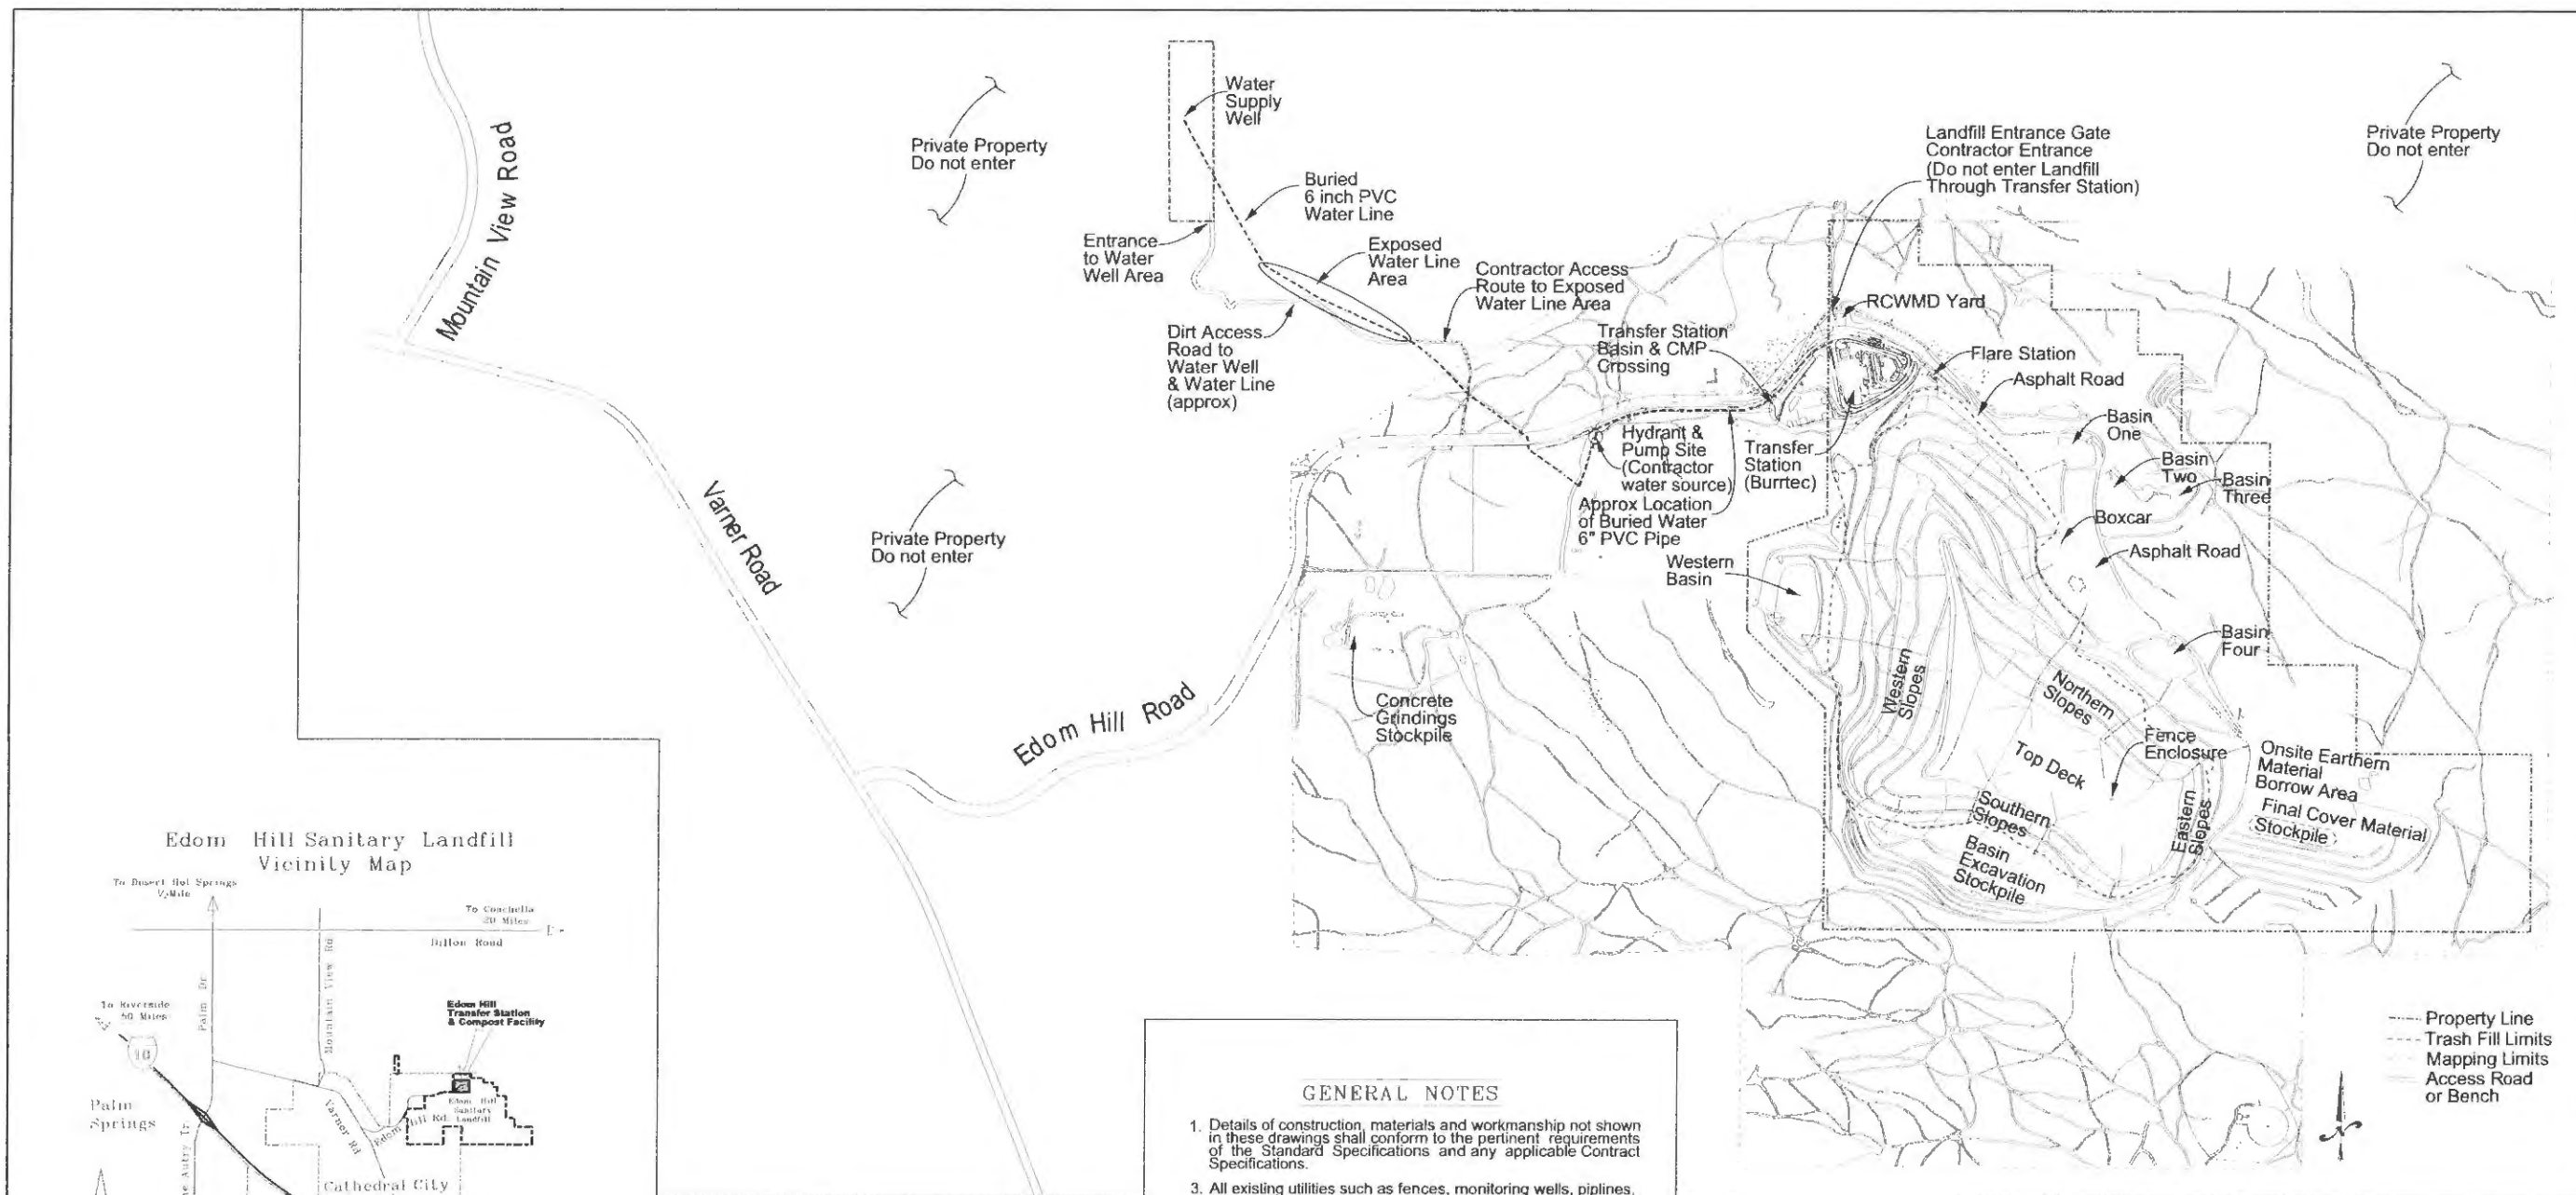 Mountain View Road
Private Property
Do not enter
Water
Supply
Well
Buried
6 inch PVC
Water Line
Entrance
to Water
Well Area
Exposed
Water Line
Area
Dirt Access
Road to
Water Well
& Water Line
(approx)
Contractor Access
Route to Exposed
Water Line Area
Transfer Station
Basin & CMP
Crossing
Landfill Entrance Gate
Contractor Entrance
(Do not enter Landfill
Through Transfer Station)
Private Property
Do not enter
RCWMD Yard
Flare Station
Asphalt Road
Basin
One
Basin
Two
Basin
Three
Hydrant &
Pump Site
(Contractor
water source)
Transfer
Station
(Burrtec)
Approx Location
of Buried Water
6" PVC Pipe
Boxcar
Asphalt Road
Western
Basin
Varner Road
Private Property
Do not enter
Edom Hill Road
Concrete
Grindings
Stockpile
Western
Slopes
Northern
Slopes
Basin
Four
Top Deck
Fence
Enclosure
Southern
Slopes
Eastern
Slopes
Basin
Excavation
Stockpile
Onsite Earthern
Material
Borrow Area
Final Cover Material
Stockpile
Edom Hill Sanitary Landfill
Vicinity Map
To Desert Hot Springs
To Coachella
20 Miles
Dillon Road
Palm Dr
Mountain View Rd
To Riverside
50 Miles
10
Edom Hill
Transfer Station
& Compost Facility
Edom Hill
Sanitary
Landfill
Palm
Springs
Varner Rd
Edom Hill Rd
Autry Tr
Cathedral City
GENERAL NOTES
1. Details of construction, materials and workmanship not shown
in these drawings shall conform to the pertinent requirements
of the Standard Specifications and any applicable Contract
Specifications.
3. All existing utilities such as fences, monitoring wells, piplines,
Property Line
Trash Fill Limits
Mapping Limits
Access Road
or Bench
N